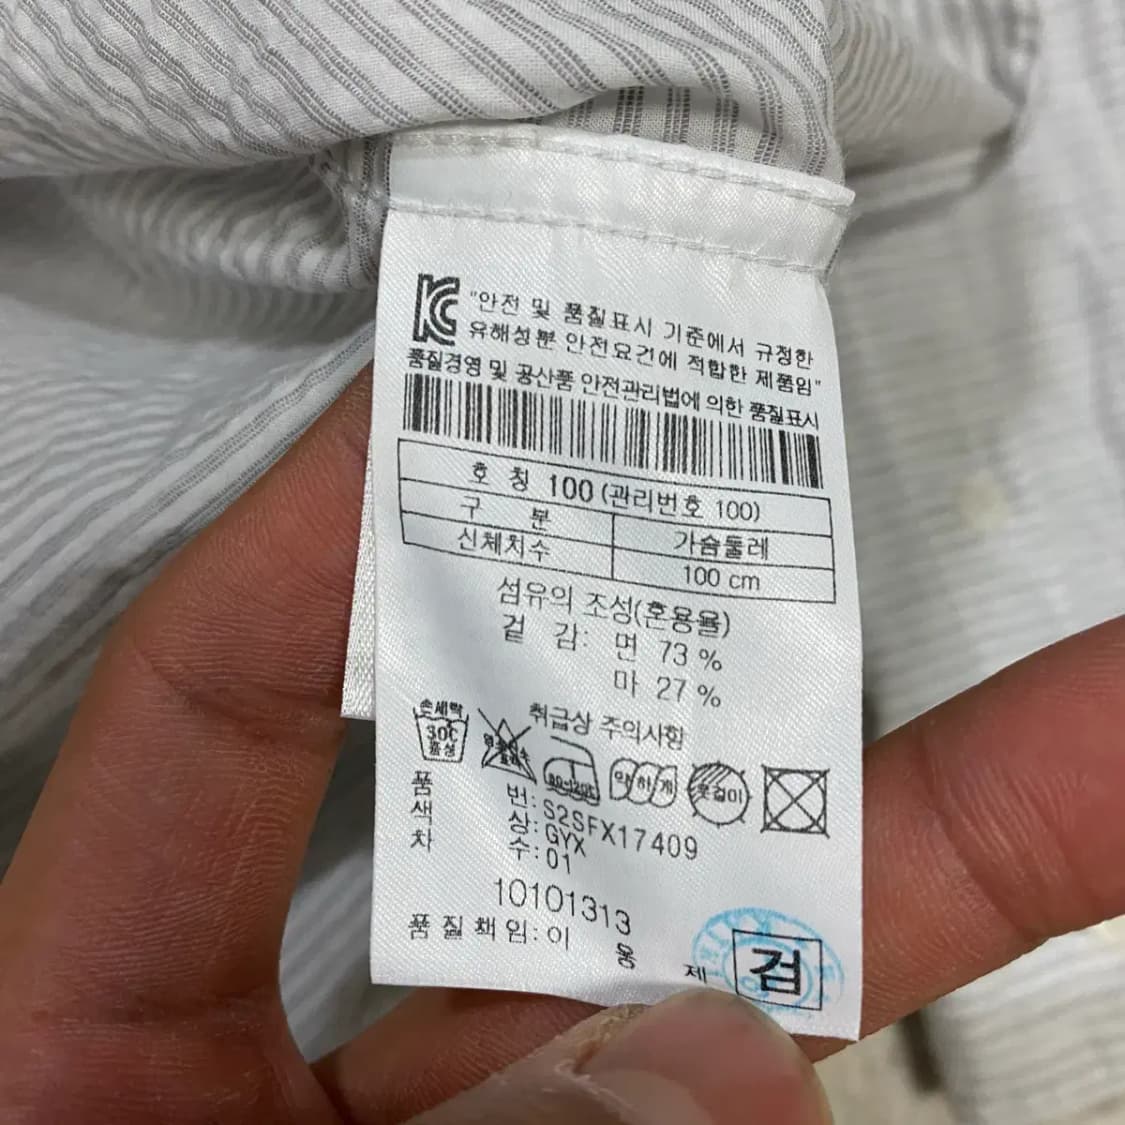 "안전 및 품질표시 기준에서 규정한
유해성분 안전요건에 적합한 제품임"
품질경영 및 공산품 안전관리법에 의한 품질표시
호 칭 100 (관리번호 100)
구 분 가슴둘레
신체치수 100 cm
섬유의 조성(혼용율)
겉 감: 면 73 %
마 27 %
취급상 주의사항
손세탁
30C
중성
80-120C
약하게
옷걸이
품 번: S2SFX17409
색 상: GYX
차 수: 01
10101313
품질책임: 이 웅 제
검